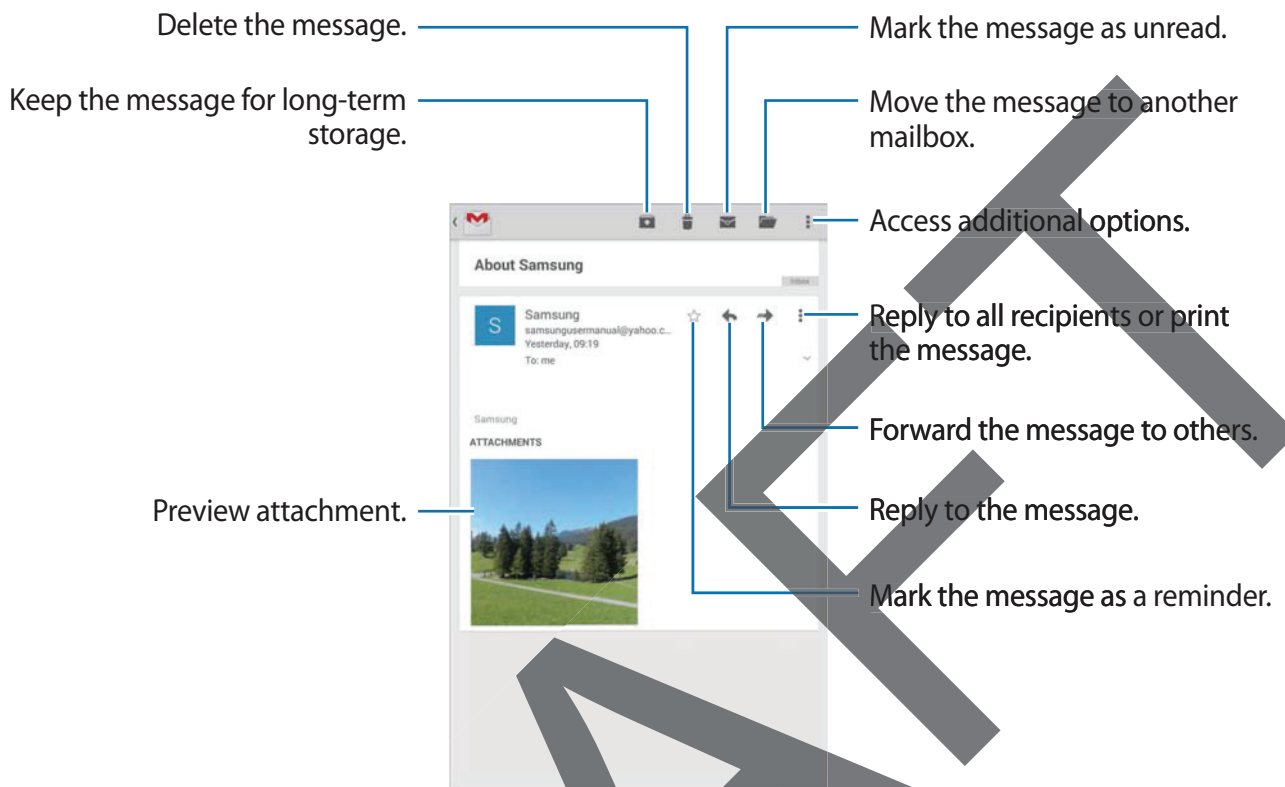 Delete the message.
Mark the message as unread.
Keep the message for long-term
storage.
Move the message to another
mailbox.
Access additional options.
About Samsung
Inbox
S
Samsung
samsungusermanual@yahoo.c...
Yesterday, 09:19
To: me
Reply to all recipients or print
the message.
Samsung
ATTACHMENTS
Forward the message to others.
Preview attachment.
Reply to the message.
Mark the message as a reminder.